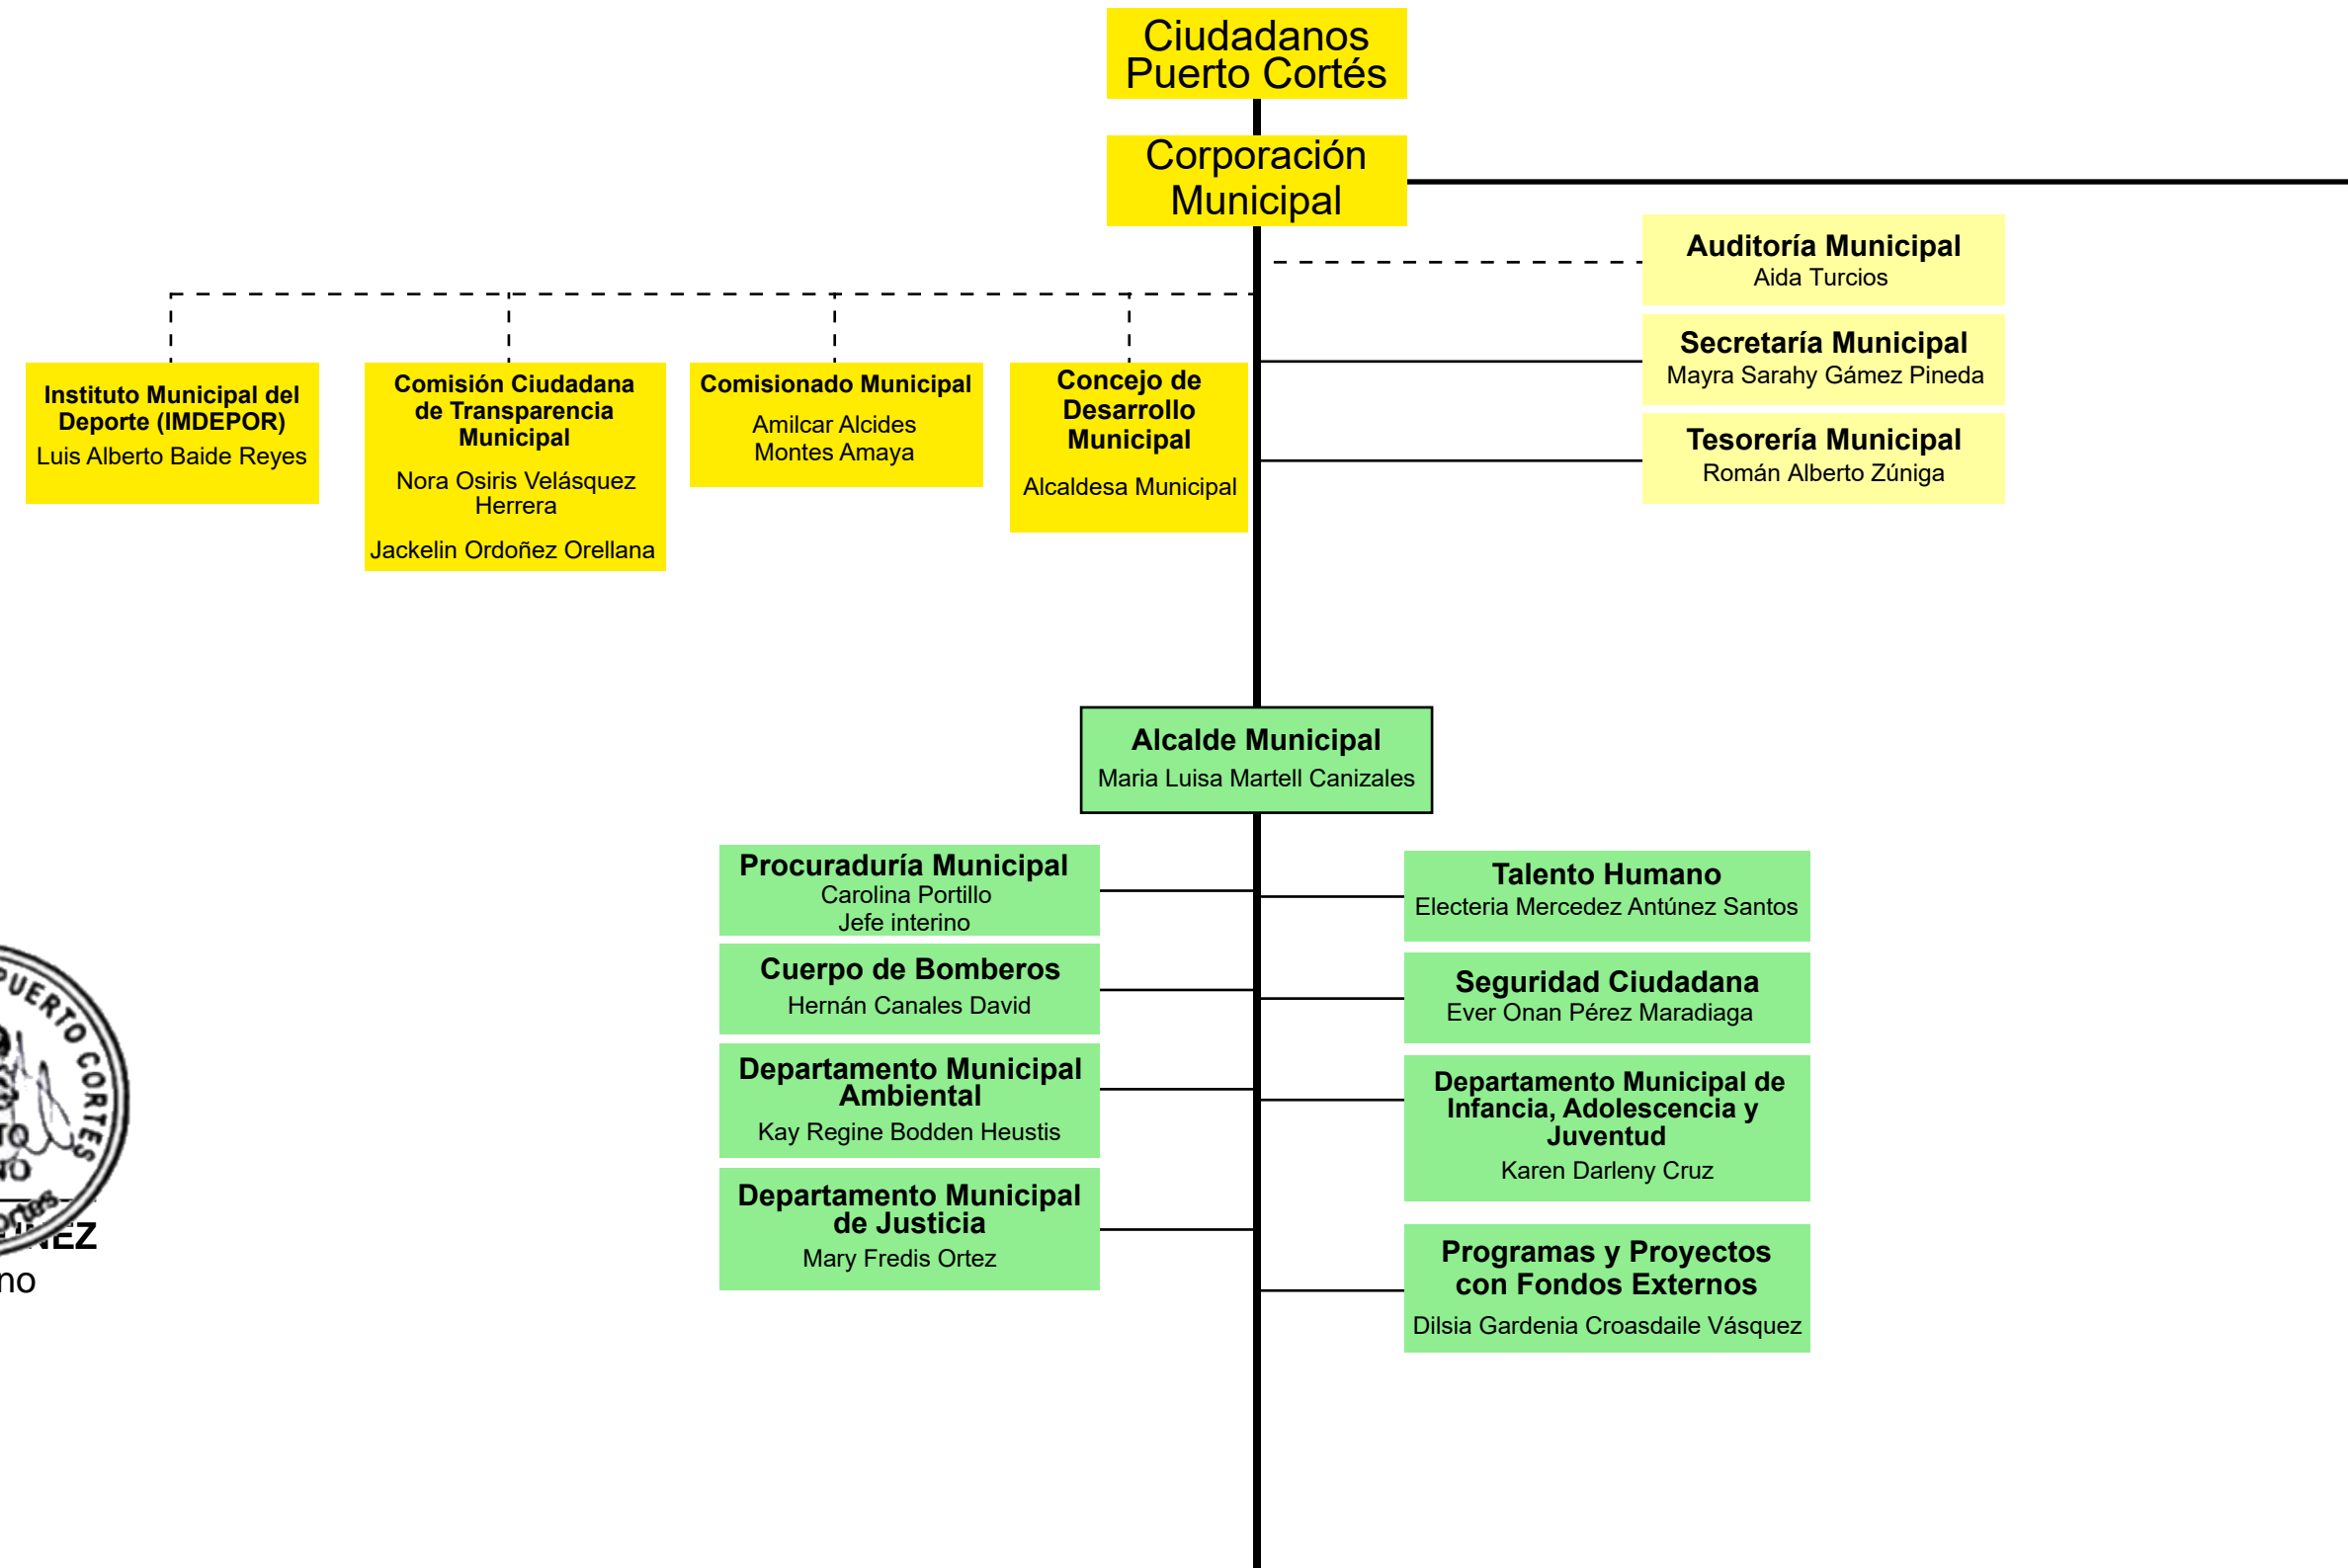 Ciudadanos
Puerto Cortés
Corporación
Municipal
Auditoría Municipal
Aida Turcios
Secretaría Municipal
Mayra Sarahy Gámez Pineda
Tesorería Municipal
Román Alberto Zúniga
Instituto Municipal del
Deporte (IMDEPOR)
Luis Alberto Baide Reyes
Comisión Ciudadana
de Transparencia
Municipal
Nora Osiris Velásquez
Herrera
Jackelin Ordoñez Orellana
Comisionado Municipal
Amilcar Alcides
Montes Amaya
Concejo de
Desarrollo
Municipal
Alcaldesa Municipal
Alcalde Municipal
Maria Luisa Martell Canizales
Procuraduría Municipal
Carolina Portillo
Jefe interino
Cuerpo de Bomberos
Hernán Canales David
Departamento Municipal
Ambiental
Kay Regine Bodden Heustis
Departamento Municipal
de Justicia
Mary Fredis Ortez
Talento Humano
Electeria Mercedez Antúnez Santos
Seguridad Ciudadana
Ever Onan Pérez Maradiaga
Departamento Municipal de
Infancia, Adolescencia y
Juventud
Karen Darleny Cruz
Programas y Proyectos
con Fondos Externos
Dilsia Gardenia Croasdaile Vásquez
PUERTO CORTES
no